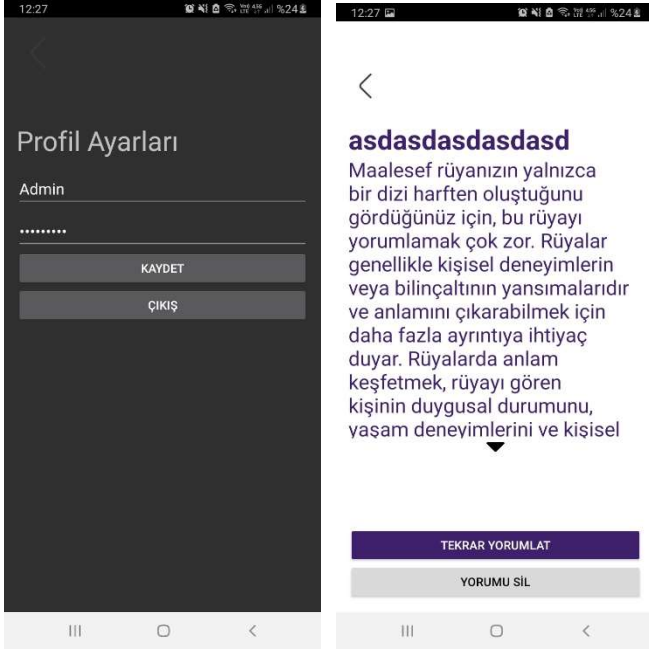 12:27
%24
Profil Ayarları
Admin
•••••••••
KAYDET
ÇIKIŞ
12:27
%24
asdasdasdasdasd
Maalesef rüyanızın yalnızca
bir dizi harften oluştuğunu
gördüğünüz için, bu rüyayı
yorumlamak çok zor. Rüyalar
genellikle kişisel deneyimlerin
veya bilinçaltının yansımalarıdır
ve anlamını çıkarabilmek için
daha fazla ayrıntıya ihtiyaç
duyar. Rüyalarda anlam
keşfetmek, rüyayı gören
kişinin duygusal durumunu,
yaşam deneyimlerini ve kişisel
TEKRAR YORUMLAT
YORUMU SİL